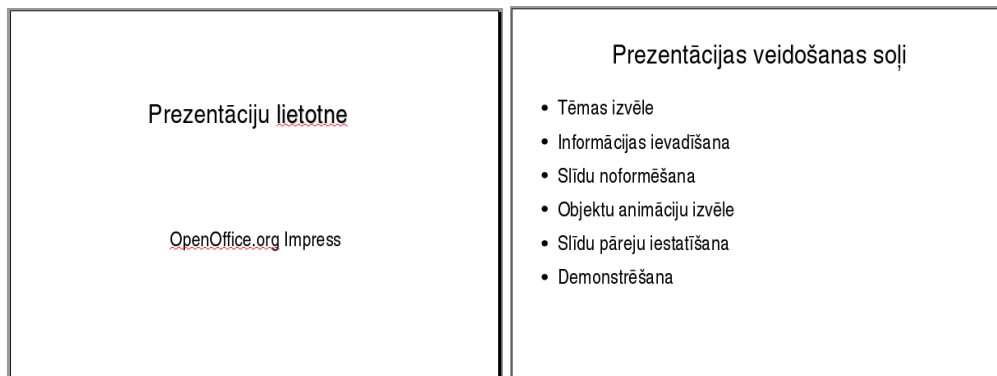 Prezentāciju lietotne
OpenOffice.org Impress
Prezentācijas veidošanas soļi
• Tēmas izvēle
• Informācijas ievadīšana
• Slīdu noformēšana
• Objektu animāciju izvēle
• Slīdu pāreju iestatīšana
• Demonstrēšana